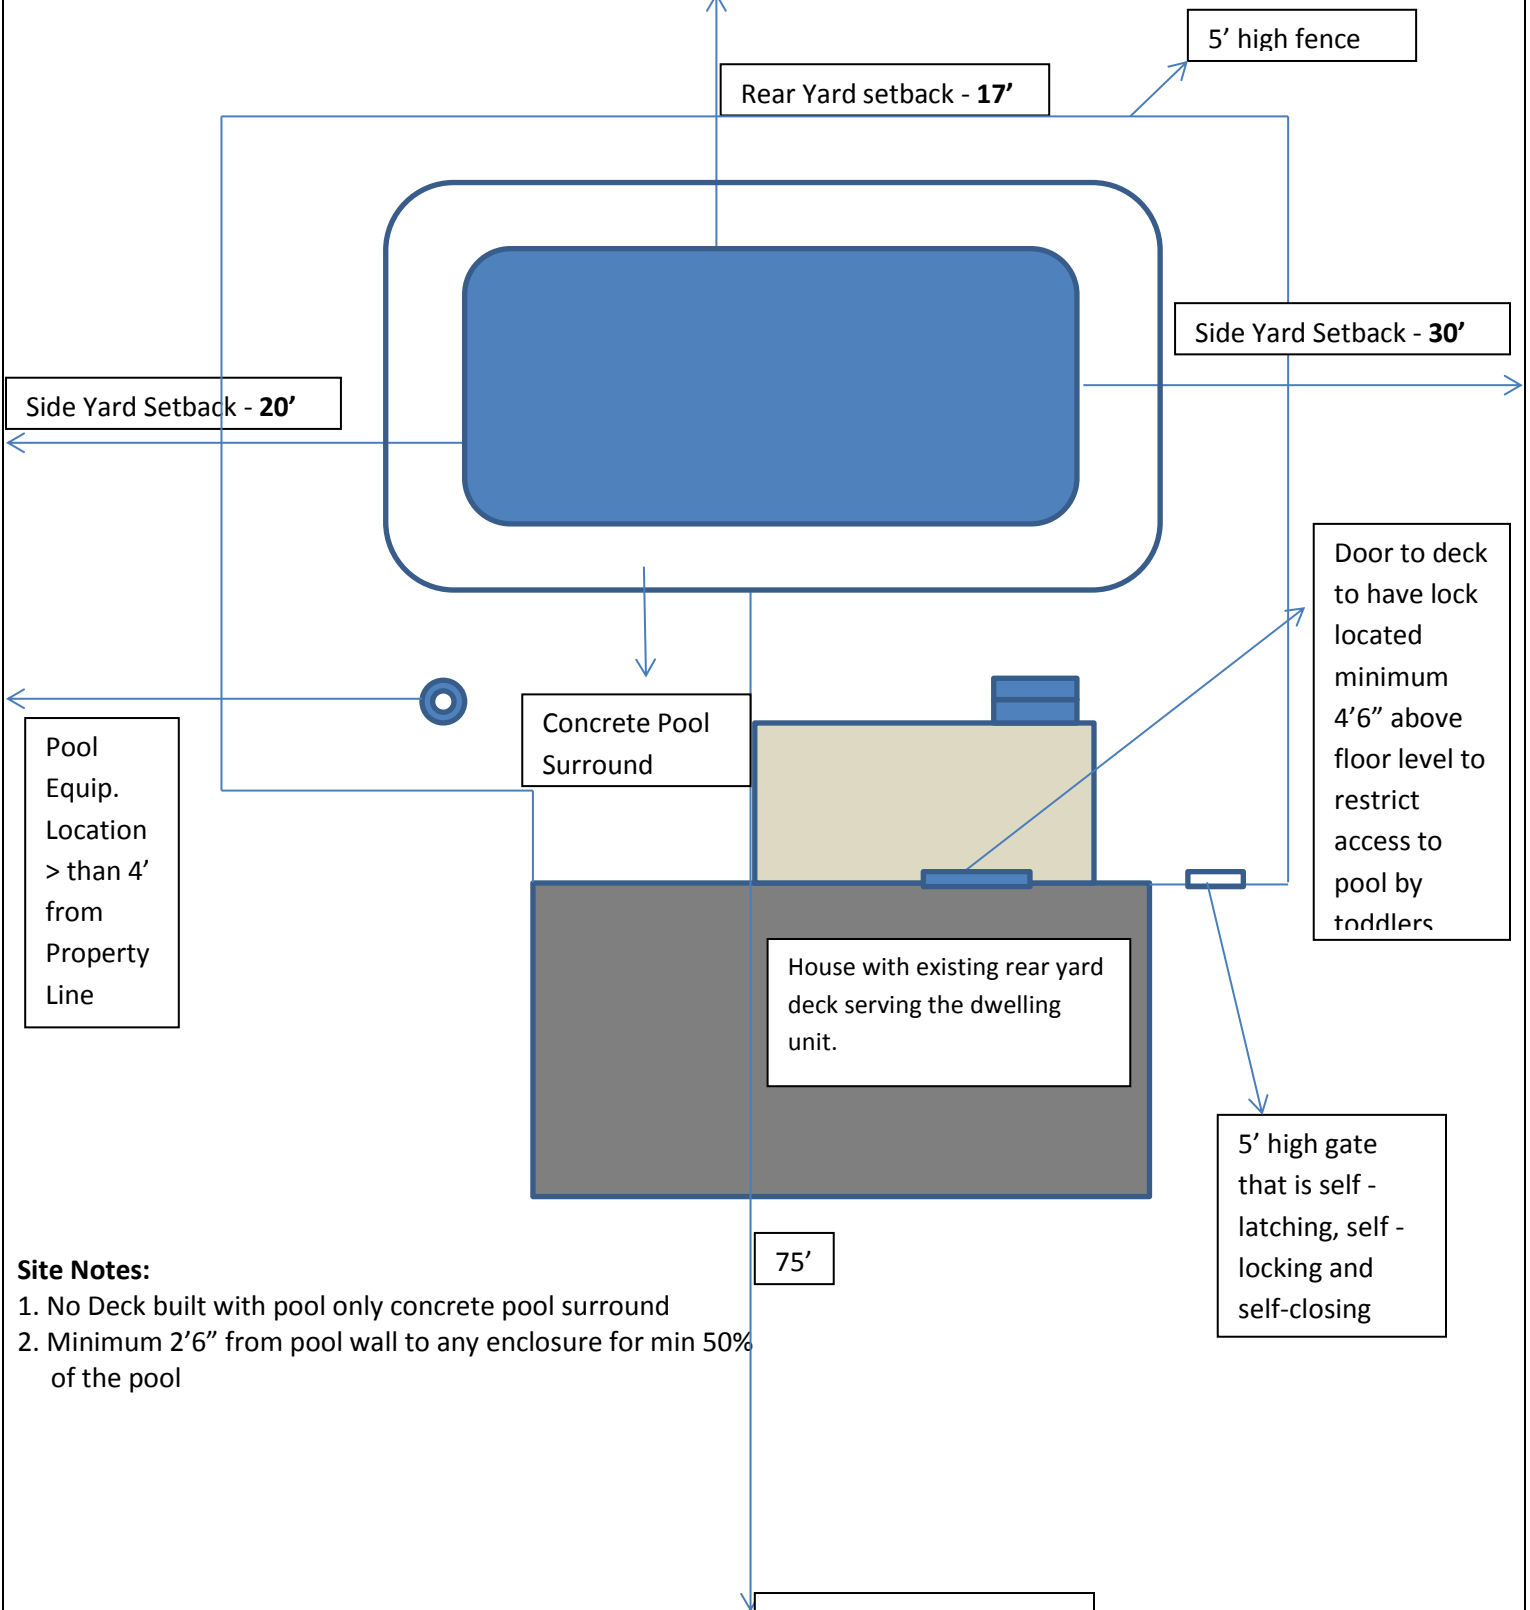 5’ high fence
Rear Yard setback - 17’
Side Yard Setback - 30’
Side Yard Setback - 20’
Door to deck
to have lock
located
minimum
4’6” above
floor level to
restrict
access to
pool by
toddlers
Concrete Pool
Surround
Pool
Equip.
Location
> than 4’
from
Property
Line
House with existing rear yard
deck serving the dwelling
unit.
5’ high gate
that is self -
latching, self -
locking and
self-closing
75’
Site Notes:
1. No Deck built with pool only concrete pool surround
2. Minimum 2’6” from pool wall to any enclosure for min 50%
of the pool